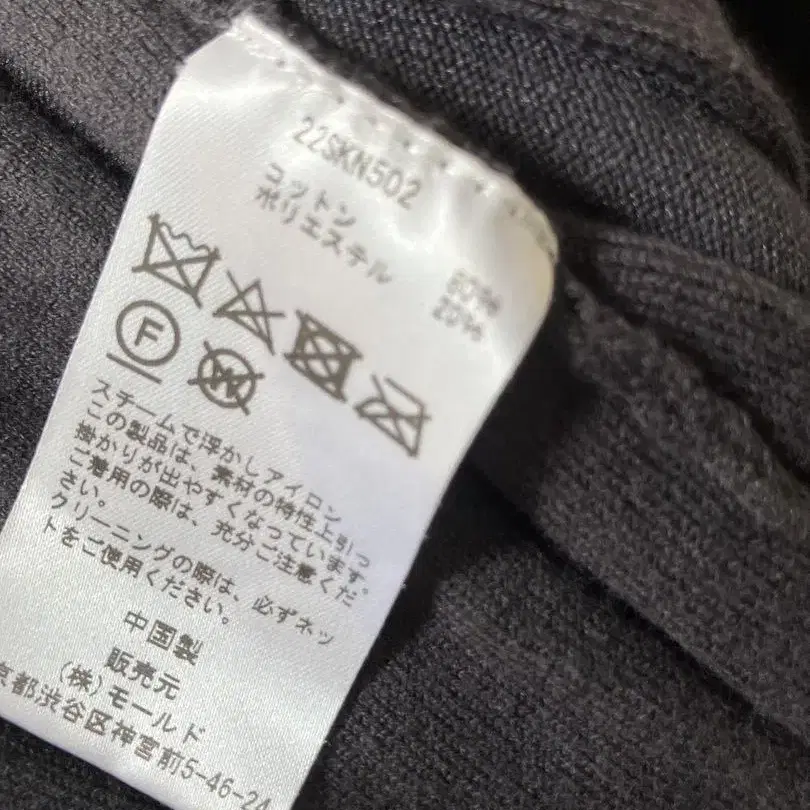 22SKN502
コットン 80%
ポリエステル 20%
F
W
スチームで浮かしアイロン
この製品は、素材の特性上引っ
掛かりが出やすくなっています。
ご着用の際は、充分ご注意くだ
さい。
クリーニングの際は、必ずネッ
トをご使用ください。
中国製
販売元
(株)モールド
京都渋谷区神宮前5-46-24